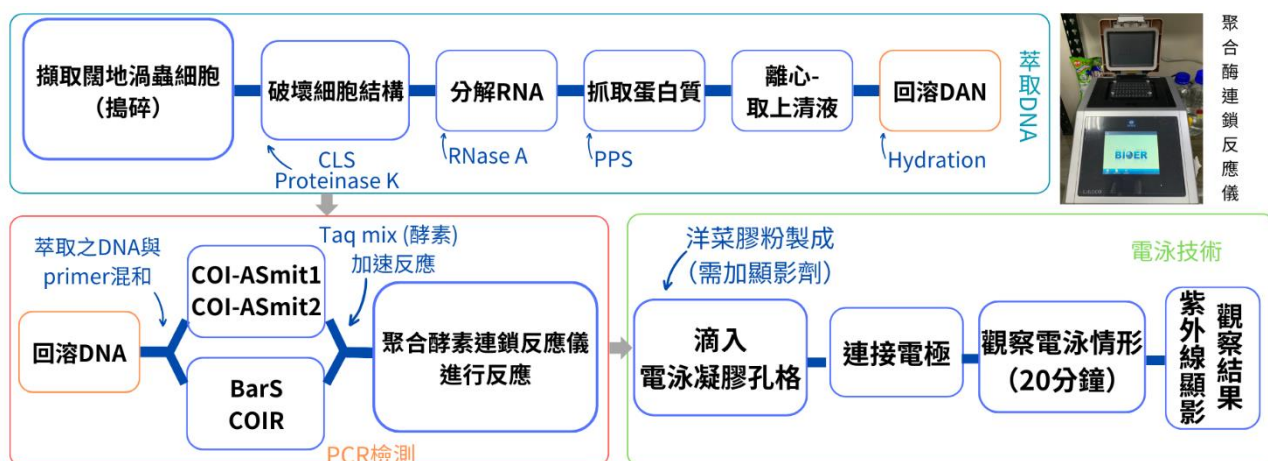 擷取闊地渦蟲細胞
（搗碎）
破壞細胞結構
分解RNA
抓取蛋白質
離心-
取上清液
回溶DAN
CLS
Proteinase K
RNase A
PPS
Hydration
萃取DNA
BIOER
聚合酶連鎖反應儀
萃取之DNA與
primer混和
Taq mix (酵素)
加速反應
回溶DNA
COI-ASmit1
COI-ASmit2
BarS
COIR
聚合酵素連鎖反應儀
進行反應
PCR檢測
洋菜膠粉製成
（需加顯影劑）
電泳技術
滴入
電泳凝膠孔格
連接電極
觀察電泳情形
（20分鐘）
紫外線顯影
觀察結果